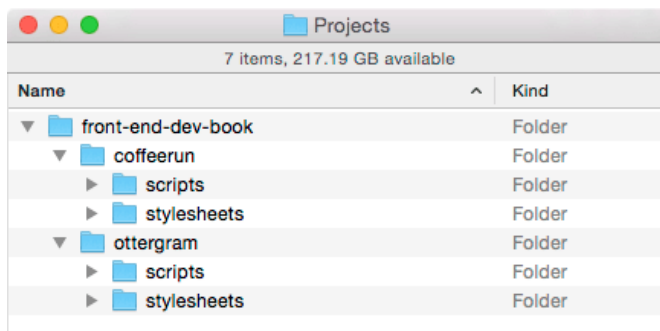 Projects
7 items, 217.19 GB available
Name Kind
front-end-dev-book Folder
coffeerun Folder
scripts Folder
stylesheets Folder
ottergram Folder
scripts Folder
stylesheets Folder